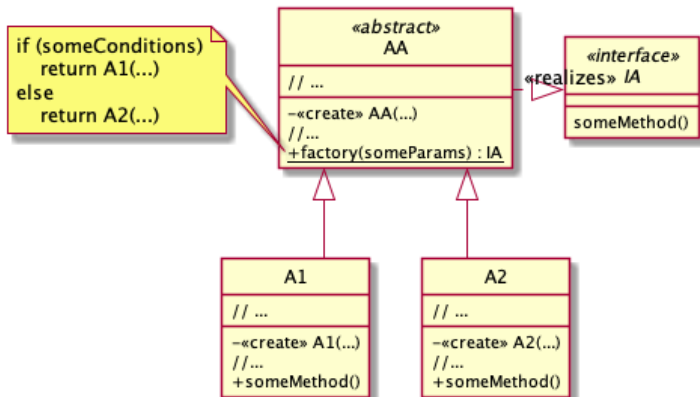 if (someConditions)
return A1(...)
else
return A2(...)
«abstract»
AA
// ...
-«create» AA(...)
//...
+factory(someParams) : IA
«realizes»
«interface»
IA
someMethod()
A1
// ...
-«create» A1(...)
//...
+someMethod()
A2
// ...
-«create» A2(...)
//...
+someMethod()